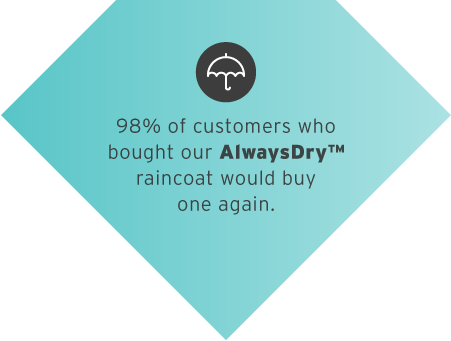 98% of customers who
bought our AlwaysDry™
raincoat would buy
one again.